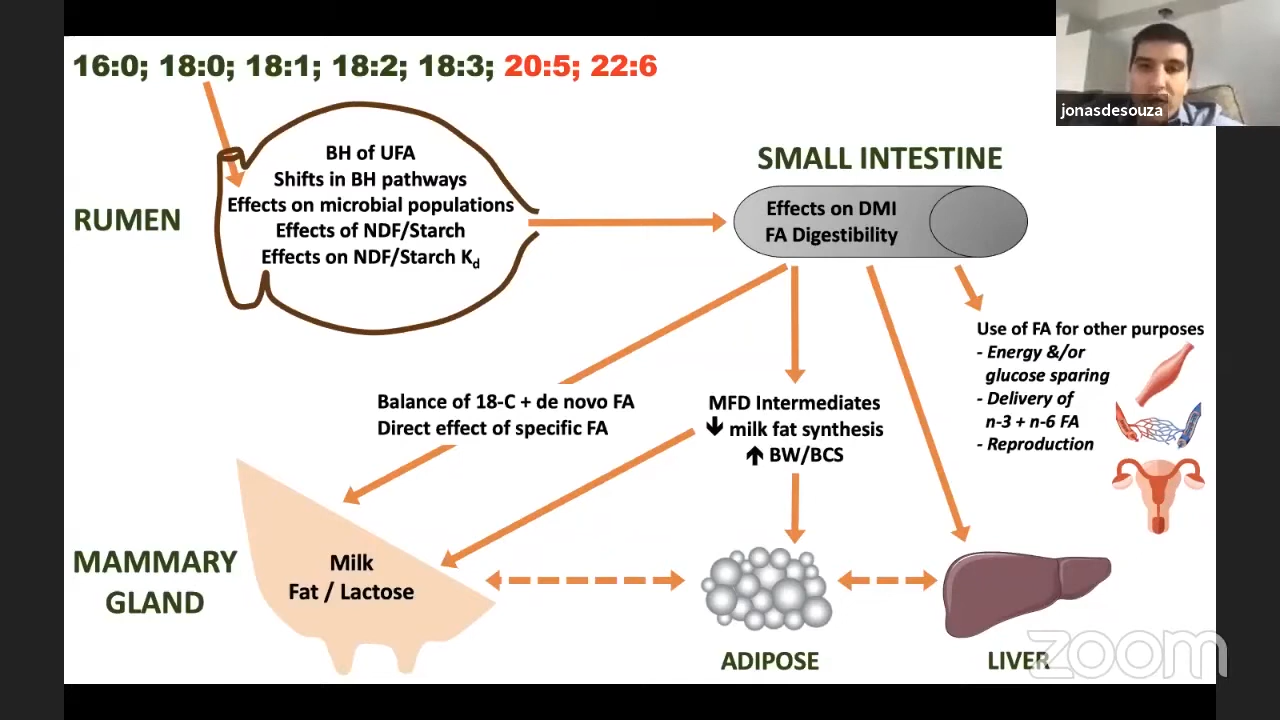 16:0; 18:0; 18:1; 18:2; 18:3; 20:5; 22:6
jonasdesouza
RUMEN
BH of UFA
Shifts in BH pathways
Effects on microbial populations
Effects of NDF/Starch
Effects on NDF/Starch Kd
SMALL INTESTINE
Effects on DMI
FA Digestibility
Use of FA for other purposes
- Energy &/or
glucose sparing
- Delivery of
n-3 + n-6 FA
- Reproduction
Balance of 18-C + de novo FA
Direct effect of specific FA
MFD Intermediates
milk fat synthesis
BW/BCS
MAMMARY
GLAND
Milk
Fat / Lactose
ADIPOSE
LIVER
zoom